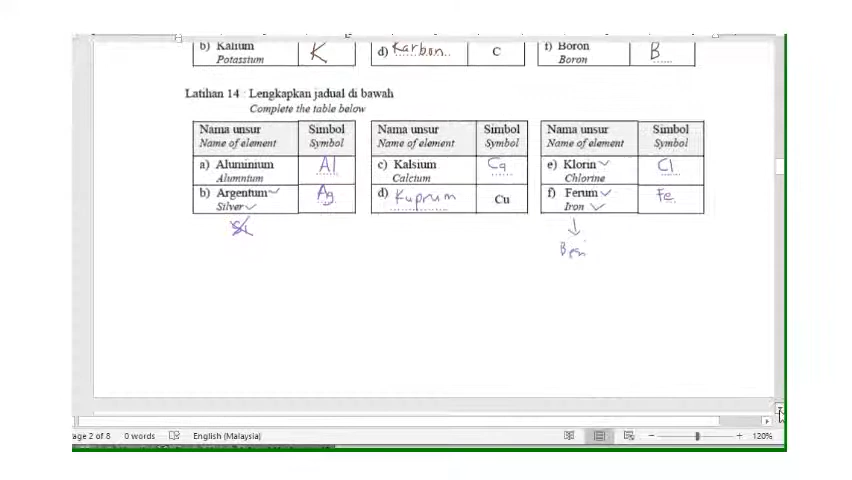 b) Kalium K d) Karbon C f) Boron B
Potassium Boron
Latihan 14 : Lengkapkan jadual di bawah
Complete the table below
Nama unsur Simbol Nama unsur Simbol Nama unsur Simbol
Name of element Symbol Name of element Symbol Name of element Symbol
a) Aluminium Al c) Kalsium Ca e) Klorin Cl
Aluminium Calcium Chlorine
b) Argentum Ag d) Kuprum Cu f) Ferum Fe
Silver Iron
Besi
age 2 of 8 0 words English (Malaysia) 120%